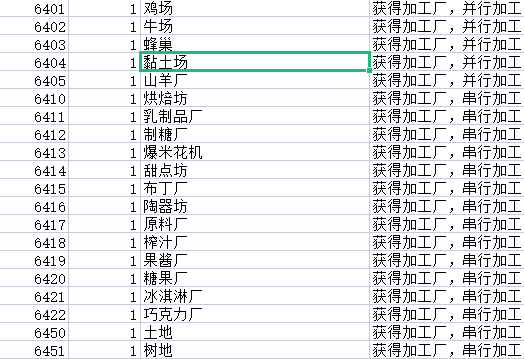 6401 1 鸡场 获得加工厂，并行加工
6402 1 牛场 获得加工厂，并行加工
6403 1 蜂巢 获得加工厂，并行加工
6404 1 黏土场 获得加工厂，并行加工
6405 1 山羊厂 获得加工厂，并行加工
6410 1 烘焙坊 获得加工厂，串行加工
6411 1 乳制品厂 获得加工厂，串行加工
6412 1 制糖厂 获得加工厂，串行加工
6413 1 爆米花机 获得加工厂，串行加工
6414 1 甜点坊 获得加工厂，串行加工
6415 1 布丁厂 获得加工厂，串行加工
6416 1 陶器坊 获得加工厂，串行加工
6417 1 原料厂 获得加工厂，串行加工
6418 1 榨汁厂 获得加工厂，串行加工
6419 1 果酱厂 获得加工厂，串行加工
6420 1 糖果厂 获得加工厂，串行加工
6421 1 冰淇淋厂 获得加工厂，串行加工
6422 1 巧克力厂 获得加工厂，串行加工
6450 1 土地 获得加工厂，串行加工
6451 1 树地 获得加工厂，串行加工